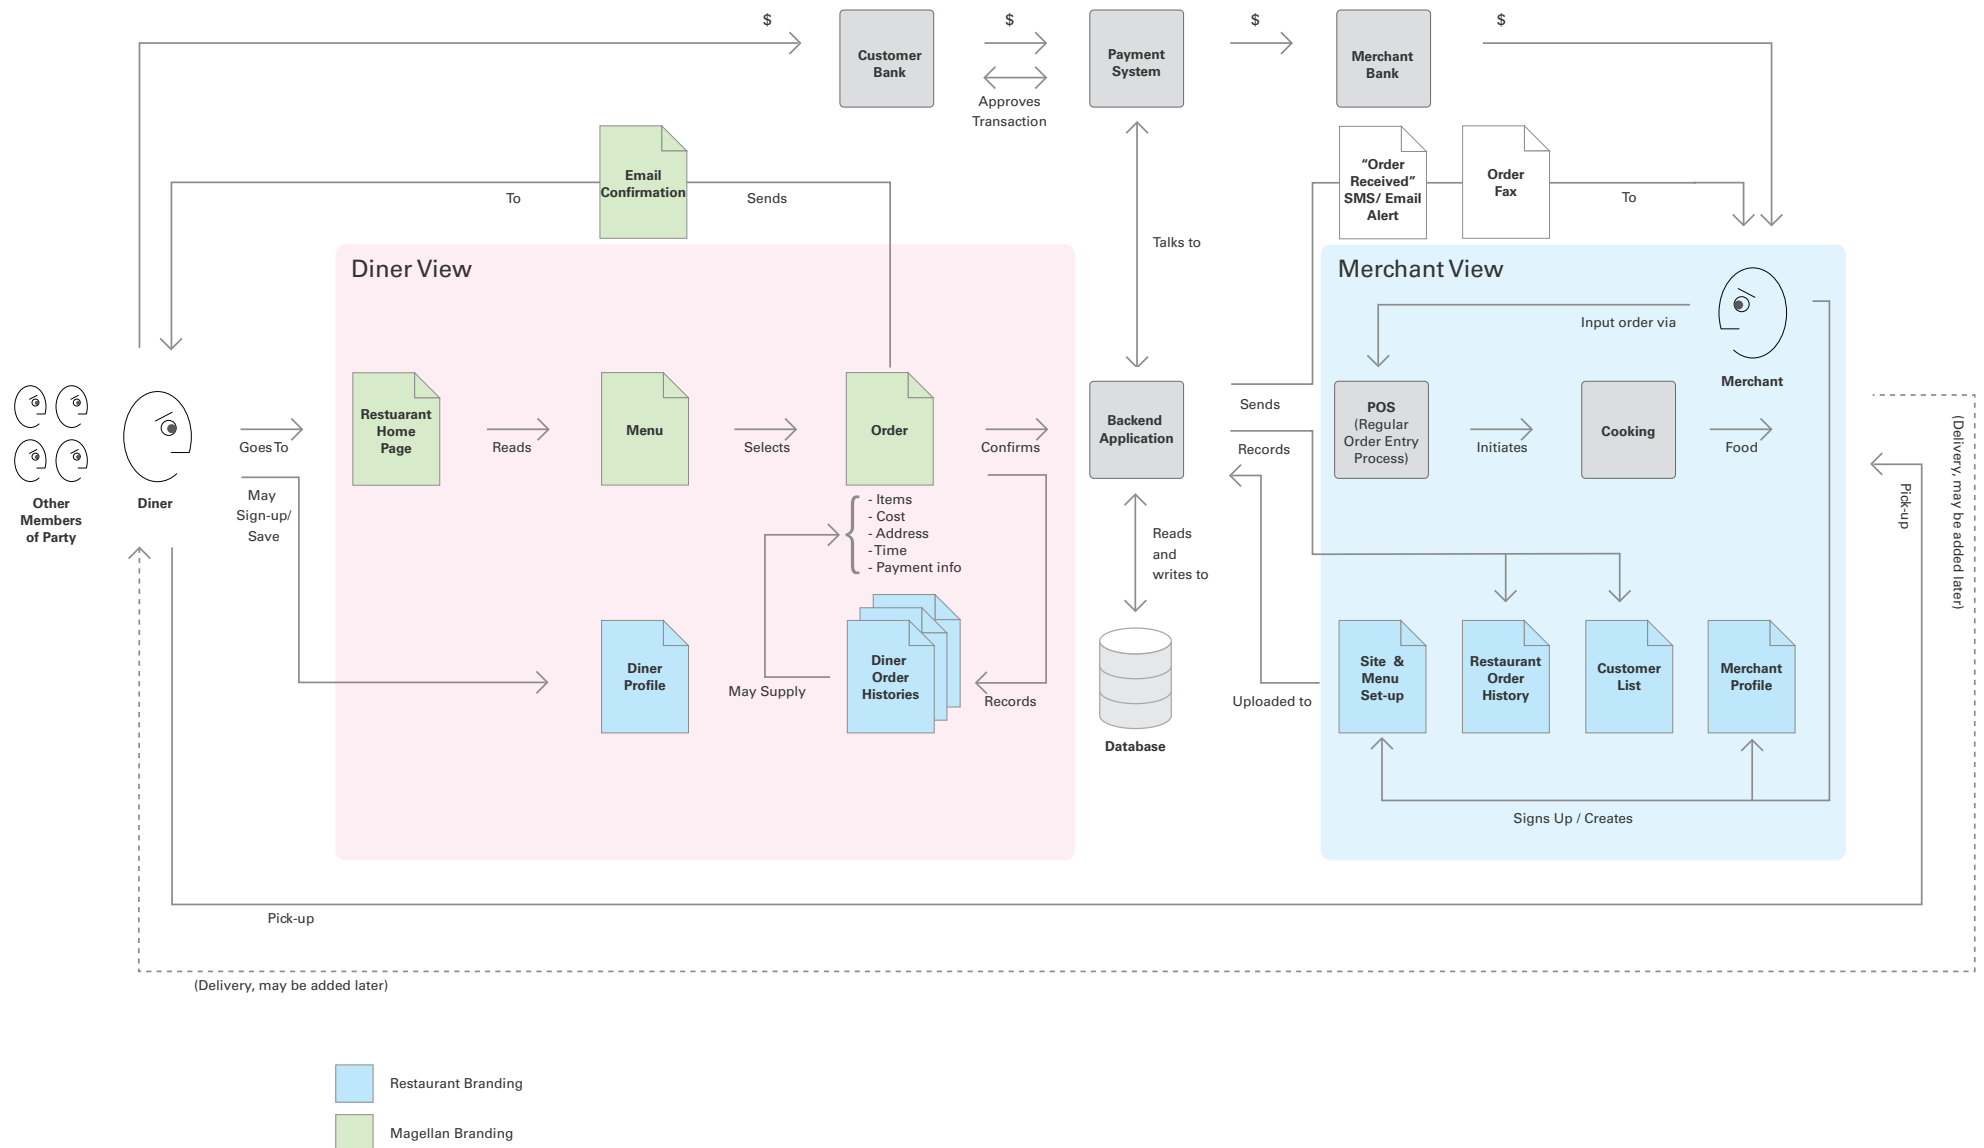 $
$
$
$
Customer
Bank
Payment
System
Merchant
Bank
Approves
Transaction
Email
Confirmation
To
Sends
“Order
Received”
SMS/ Email
Alert
Order
Fax
To
Talks to
Diner View
Merchant View
Input order via
Merchant
Restuarant
Home
Page
Menu
Order
Backend
Application
POS
(Regular
Order Entry
Process)
Cooking
Goes To
Reads
Selects
Confirms
Sends
Records
Initiates
Food
Other
Members
of Party
Diner
May
Sign-up/
Save
- Items
- Cost
- Address
- Time
- Payment info
Reads
and
writes to
Pick-up
(Delivery, may be added later)
Diner
Profile
May Supply
Diner
Order
Histories
Records
Database
Uploaded to
Site & 
Menu
Set-up
Restaurant
Order
History
Customer
List
Merchant
Profile
Signs Up / Creates
Pick-up
(Delivery, may be added later)
Restaurant Branding
Magellan Branding